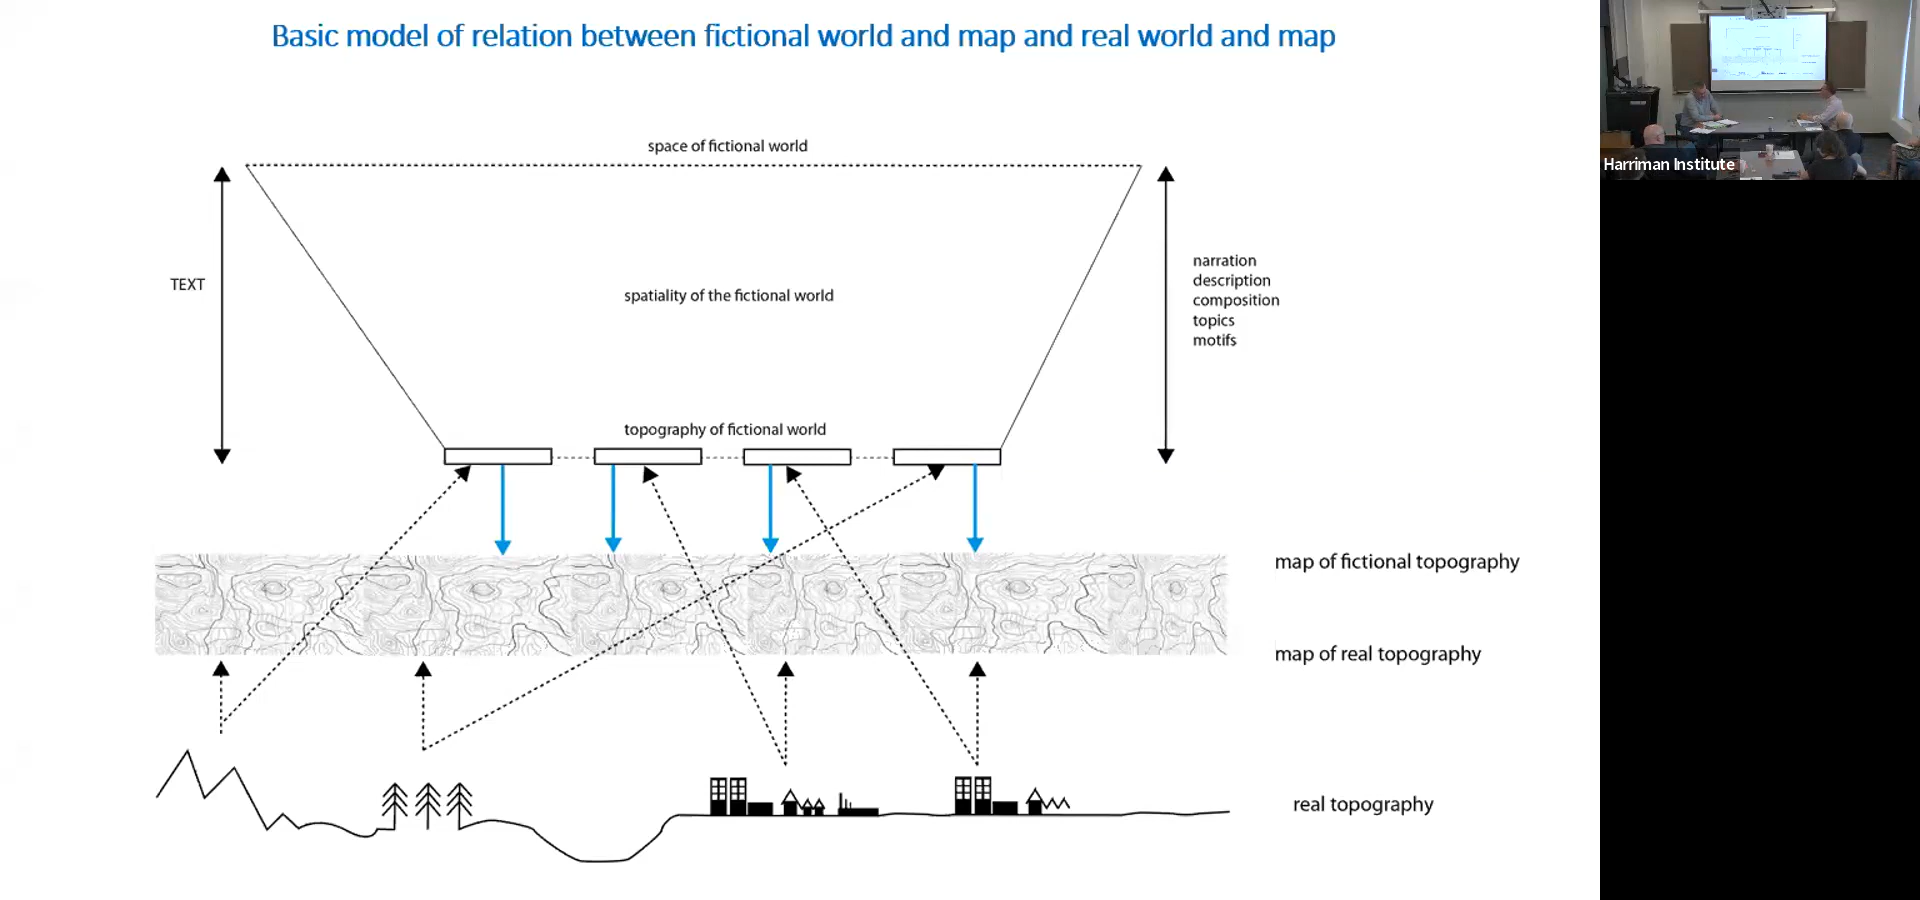 Basic model of relation between fictional world and map and real world and map
Harriman Institute
space of fictional world
TEXT
spatiality of the fictional world
narration
description
composition
topics
motifs
topography of fictional world
map of fictional topography
map of real topography
real topography